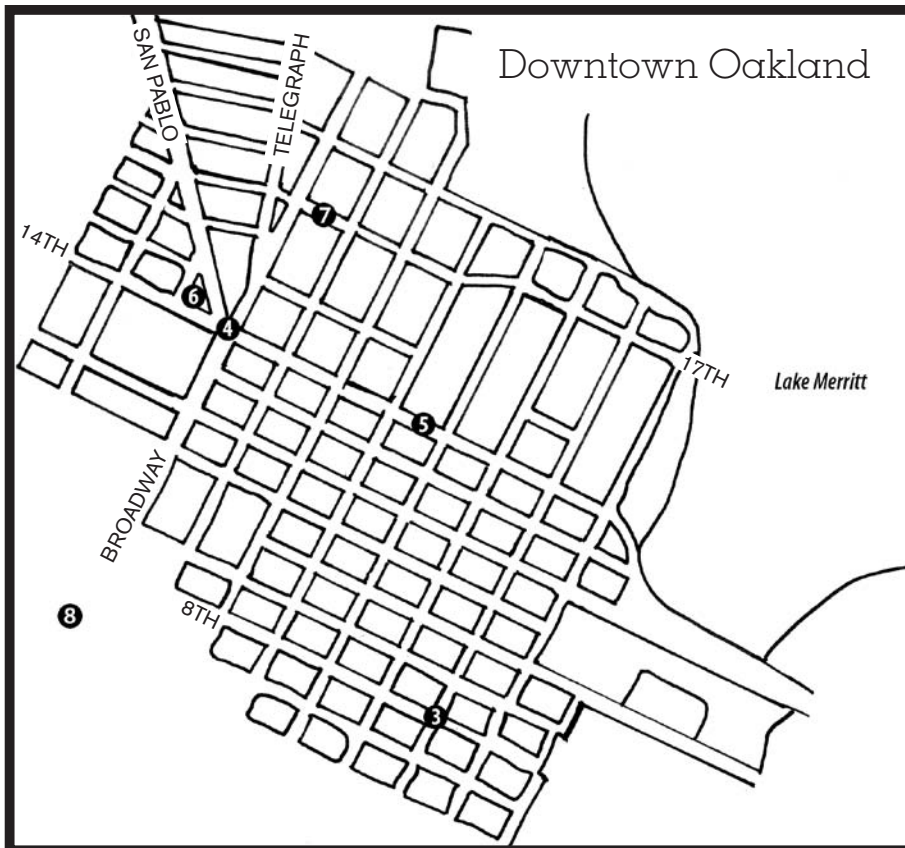 Downtown Oakland
SAN PABLO
TELEGRAPH
7
14TH
6
4
17TH
Lake Merritt
5
BROADWAY
8TH
8
3